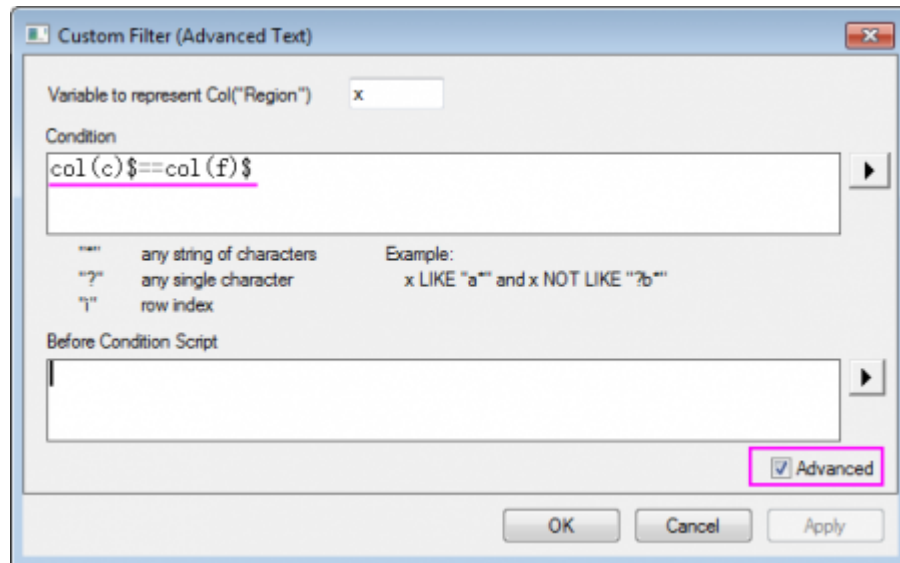 Custom Filter (Advanced Text)
Variable to represent Col("Region") x
Condition
col(c)$==col(f)$
"*" any string of characters Example:
"?" any single character x LIKE "a*" and x NOT LIKE "?b*"
"i" row index
Before Condition Script
Advanced
OK Cancel Apply